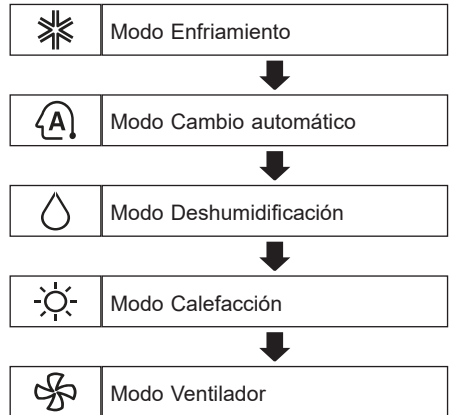 Modo Enfriamiento
A Modo Cambio automático
Modo Deshumidificación
Modo Calefacción
Modo Ventilador